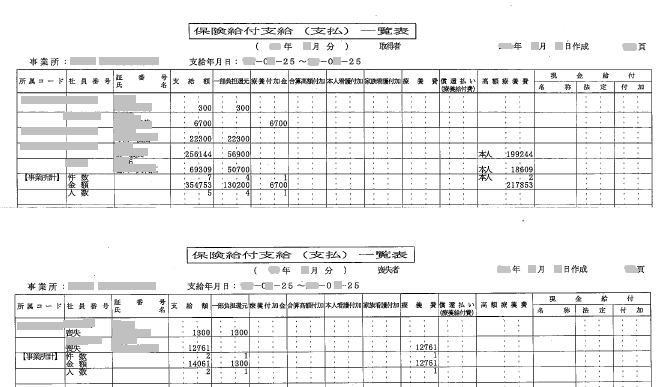 保険給付支給（支払）一覧表
（ 年 月分） 取得者 年 月 日作成 頁
事業所： 支給年月日： -0 -25 ～ -0 -25
所属コード 社員番号 証番号 氏名 支給額 一部負担還元 療養付加金 合算高額付加 本人看護付加 家族看護付加 療養費 償還払い（療養給付費） 高額療養費 現金給付
名称 法定 付加
300 300
6700 6700
22300 22300
256144 56900 本人 199244
69309 50700 本人 18609
【事業所計】 件数 7 4 1 本人 2
金額 354753 130200 6700 217853
人数 5 4 1
保険給付支給（支払）一覧表
（ 年 月分） 喪失者 年 月 日作成 頁
事業所： 支給年月日： -0 -25 ～ -0 -25
所属コード 社員番号 証番号 氏名 支給額 一部負担還元 療養付加金 合算高額付加 本人看護付加 家族看護付加 療養費 償還払い（療養給付費） 高額療養費 現金給付
名称 法定 付加
喪失 1300 1300
喪失 12761 12761
【事業所計】 件数 2 1 1
金額 14061 1300 12761
人数 2 1 1